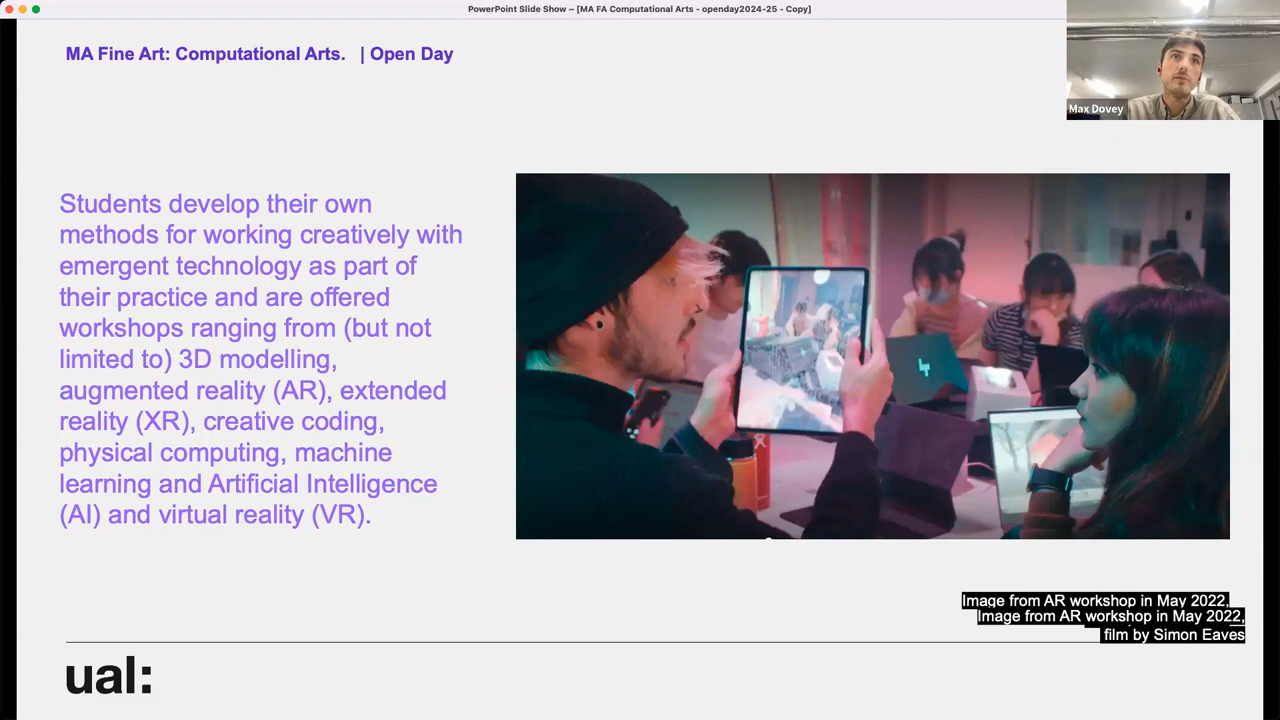 PowerPoint Slide Show – [MA FA Computational Arts - openday2024-25 - Copy]
MA Fine Art: Computational Arts. | Open Day
Max Dovey
Students develop their own
methods for working creatively with
emergent technology as part of
their practice and are offered
workshops ranging from (but not
limited to) 3D modelling,
augmented reality (AR), extended
reality (XR), creative coding,
physical computing, machine
learning and Artificial Intelligence
(AI) and virtual reality (VR).
Image from AR workshop in May 2022,
Image from AR workshop in May 2022,
film by Simon Eaves
ual: